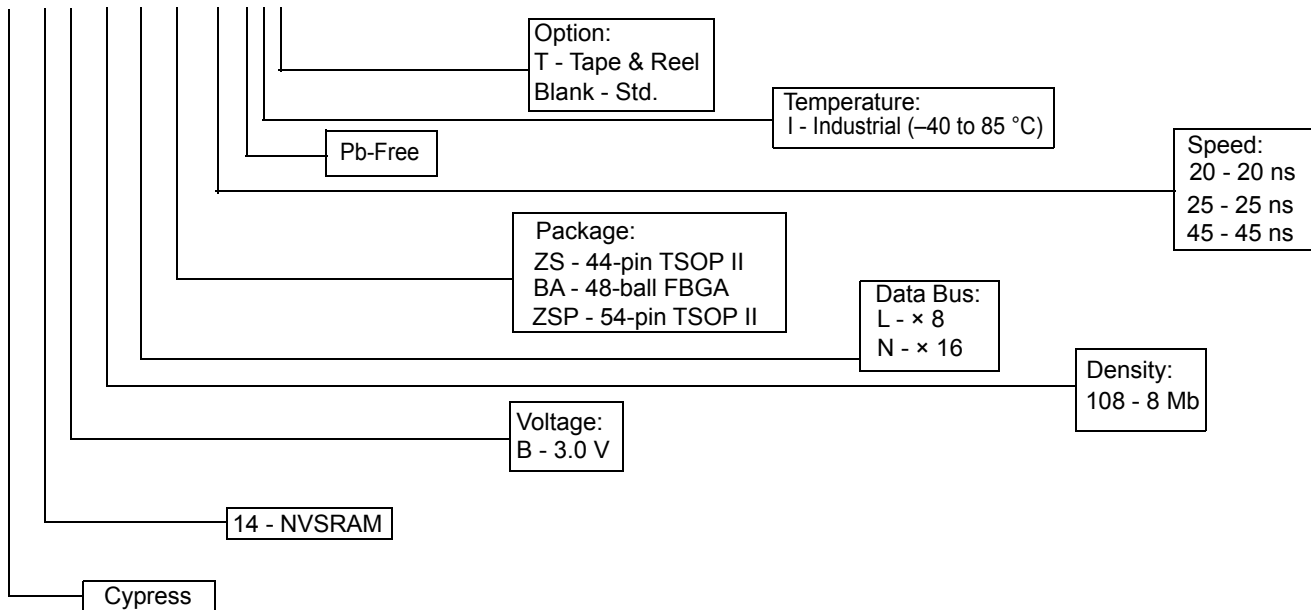 Option:
T - Tape & Reel
Blank - Std.
Temperature:
I - Industrial (–40 to 85 °C)
Pb-Free
Speed:
20 - 20 ns
25 - 25 ns
45 - 45 ns
Package:
ZS - 44-pin TSOP II
BA - 48-ball FBGA
ZSP - 54-pin TSOP II
Data Bus:
L - × 8
N - × 16
Density:
108 - 8 Mb
Voltage:
B - 3.0 V
14 - NVSRAM
Cypress